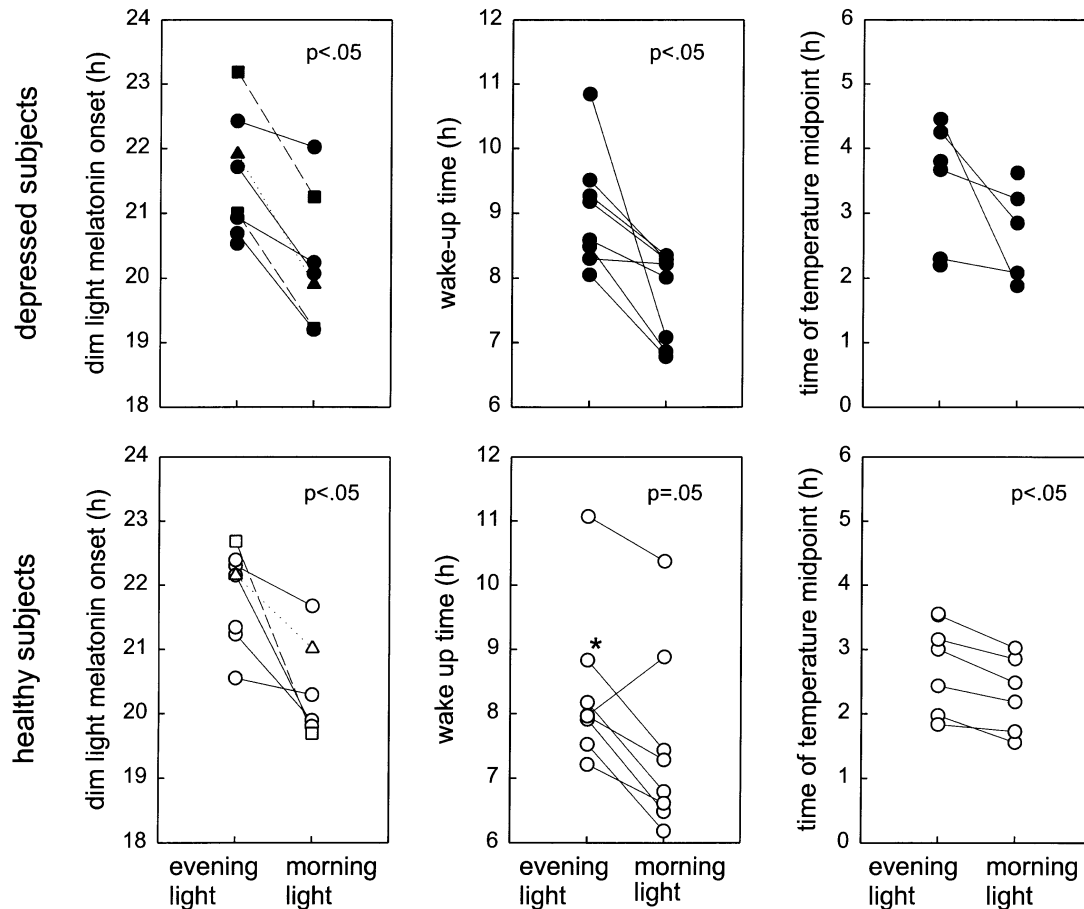 depressed subjects
dim light melatonin onset (h)
24
23
22
21
20
19
18
p<.05
wake-up time (h)
12
11
10
9
8
7
6
p<.05
time of temperature midpoint (h)
6
5
4
3
2
1
0
healthy subjects
dim light melatonin onset (h)
24
23
22
21
20
19
18
p<.05
evening light
morning light
wake up time (h)
12
11
10
9
8
7
6
p=.05
*
evening light
morning light
time of temperature midpoint (h)
6
5
4
3
2
1
0
p<.05
evening light
morning light